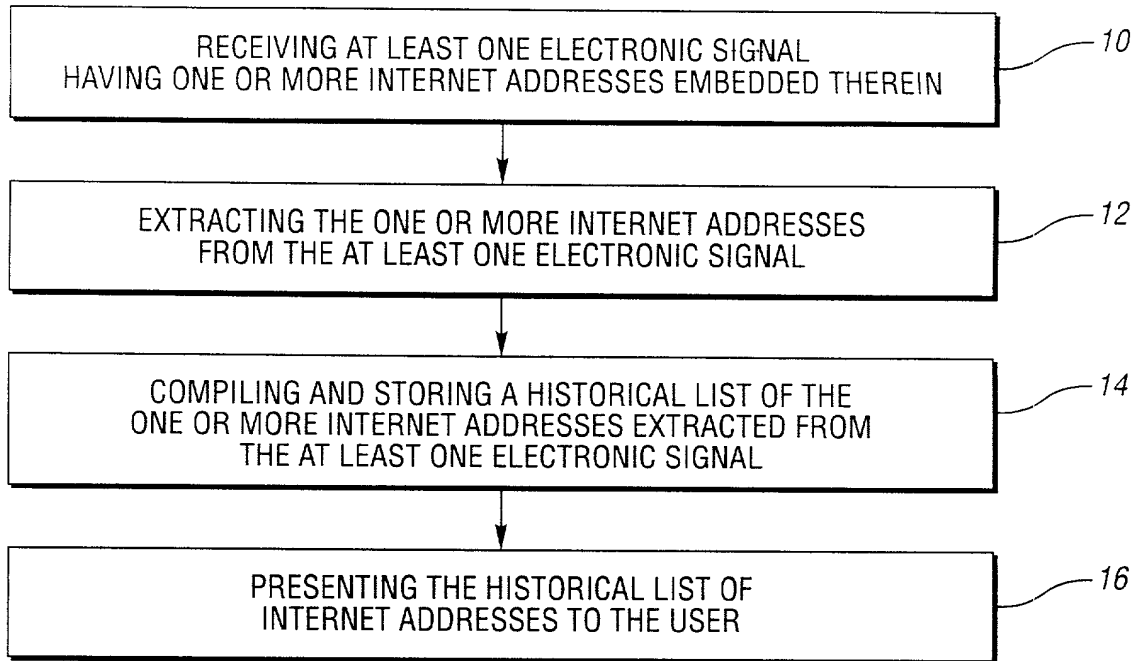 RECEIVING AT LEAST ONE ELECTRONIC SIGNAL
HAVING ONE OR MORE INTERNET ADDRESSES EMBEDDED THEREIN
10
EXTRACTING THE ONE OR MORE INTERNET ADDRESSES
FROM THE AT LEAST ONE ELECTRONIC SIGNAL
12
COMPILING AND STORING A HISTORICAL LIST OF THE
ONE OR MORE INTERNET ADDRESSES EXTRACTED FROM
THE AT LEAST ONE ELECTRONIC SIGNAL
14
PRESENTING THE HISTORICAL LIST OF
INTERNET ADDRESSES TO THE USER
16